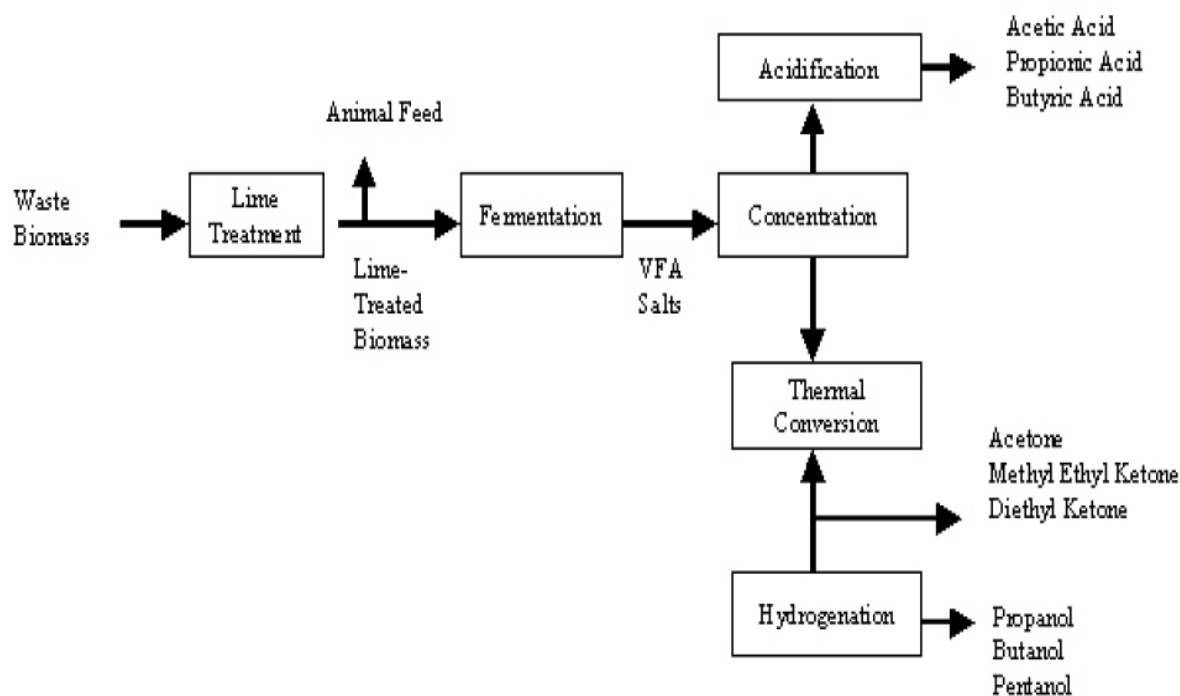 Waste
Biomass
Lime
Treatment
Animal Feed
Lime-
Treated
Biomass
Fermentation
VFA
Salts
Concentration
Acidification
Acetic Acid
Propionic Acid
Butyric Acid
Thermal
Conversion
Acetone
Methyl Ethyl Ketone
Diethyl Ketone
Hydrogenation
Propanol
Butanol
Pentanol